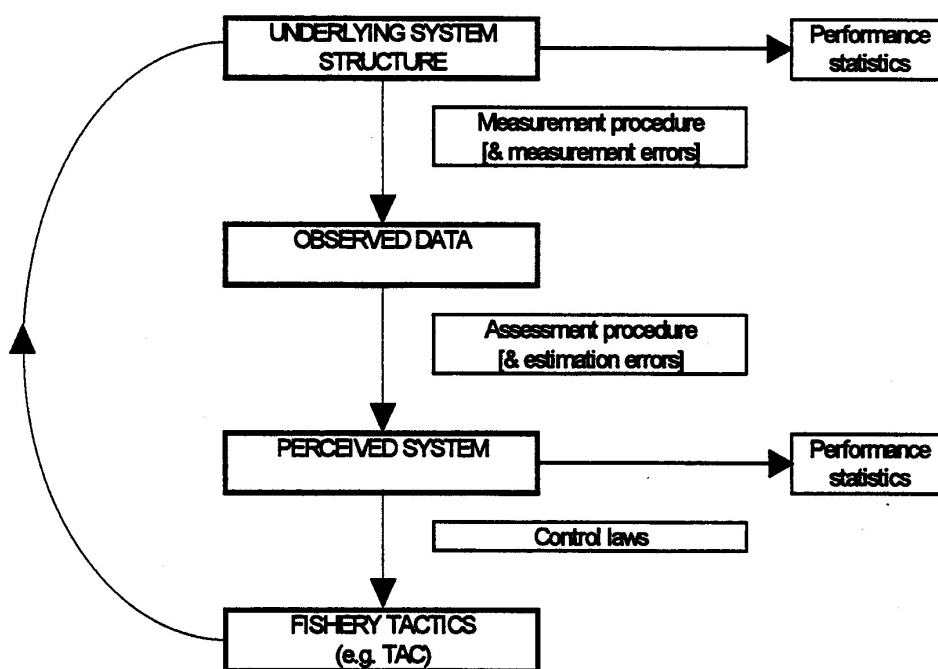 UNDERLYING SYSTEM
STRUCTURE
Performance
statistics
Measurement procedure
[& measurement errors]
OBSERVED DATA
Assessment procedure
[& estimation errors]
PERCEIVED SYSTEM
Performance
statistics
Control laws
FISHERY TACTICS
(e.g. TAC)